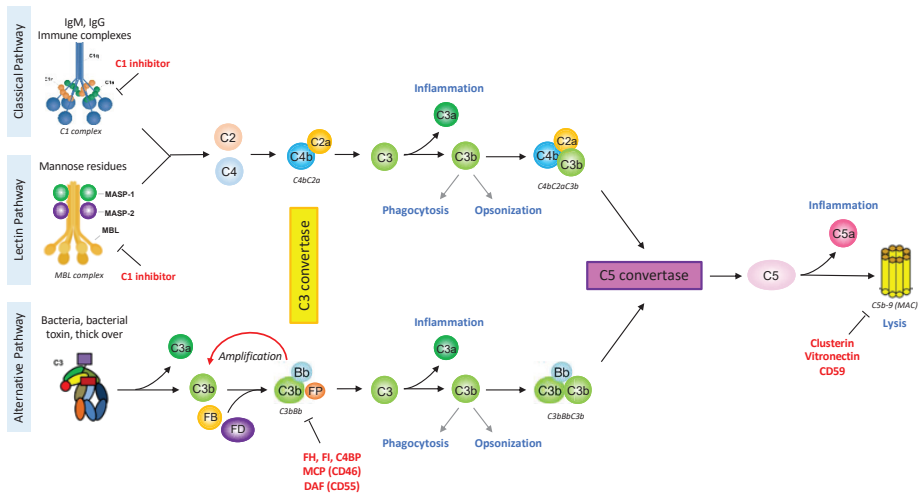 Classical Pathway
IgM, IgG
Immune complexes
C1q
C1r
C1s
C1 inhibitor
C1 complex
C2
C4
C4b
C2a
C4bC2a
C3
Inflammation
C3a
C3b
Phagocytosis
Opsonization
C2a
C4b
C3b
C4bC2aC3b
Lectin Pathway
Mannose residues
MASP-1
MASP-2
MBL
MBL complex
C1 inhibitor
C3 convertase
C5 convertase
C5
Inflammation
C5a
C5b-9 (MAC)
Lysis
Clusterin
Vitronectin
CD59
Alternative Pathway
Bacteria, bacterial
toxin, thick over
C3
C3a
C3b
FB
FD
Amplification
Bb
C3b
FP
C3bBb
FH, FI, C4BP
MCP (CD46)
DAF (CD55)
C3
Inflammation
C3a
C3b
Phagocytosis
Opsonization
Bb
C3b
C3b
C3bBbC3b